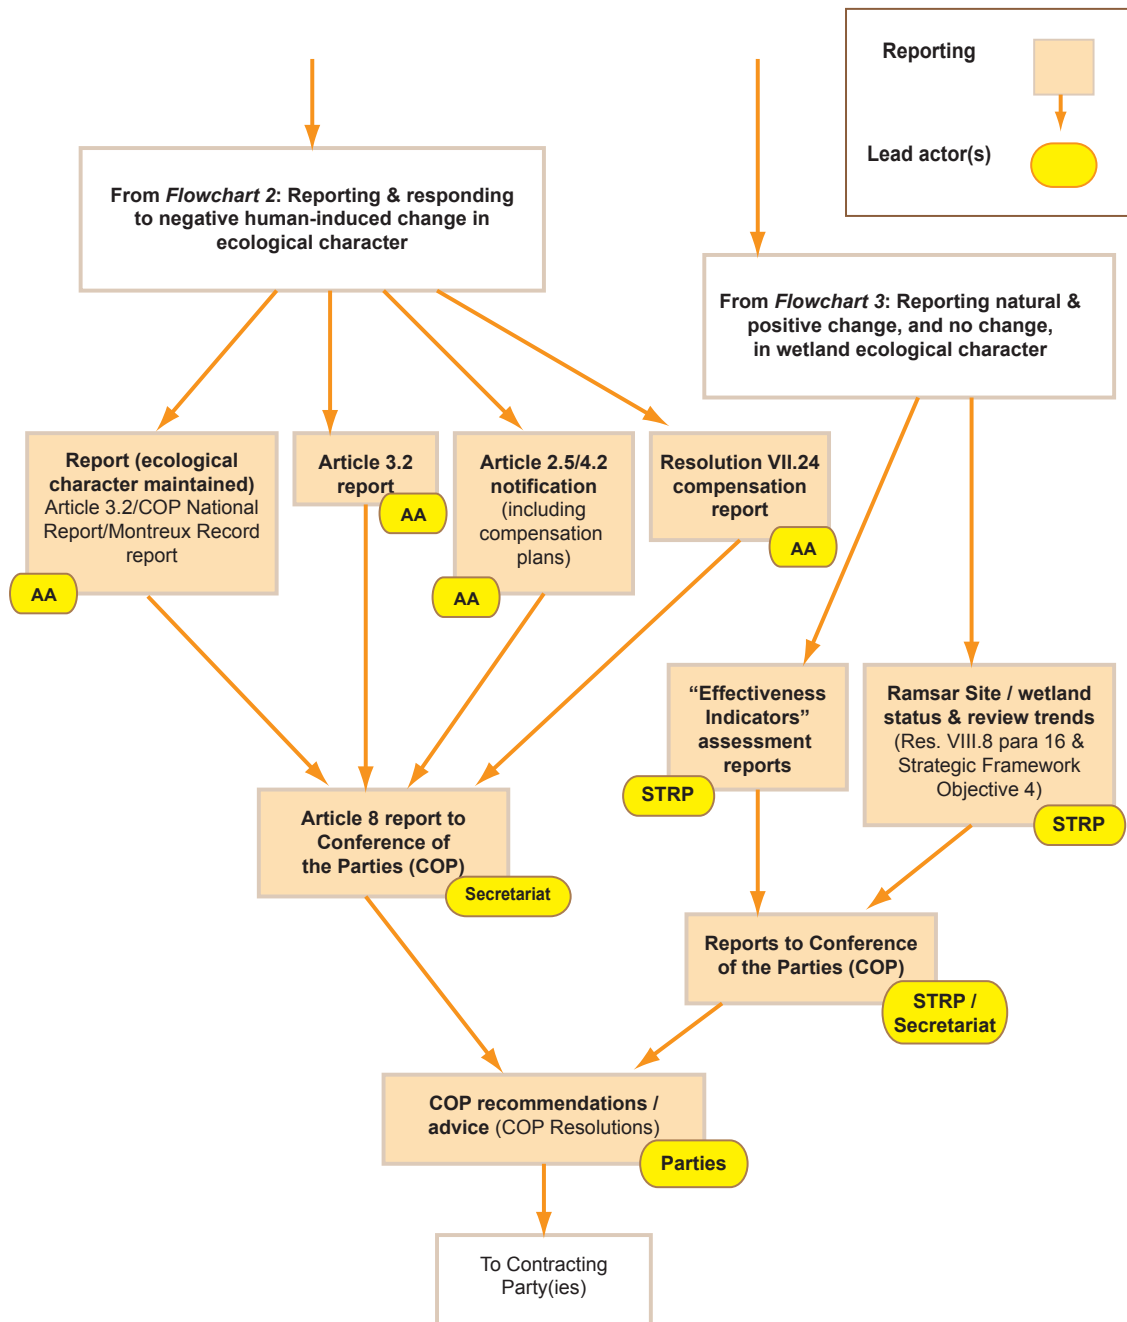 Reporting
Lead actor(s)
From Flowchart 2: Reporting & responding
to negative human-induced change in
ecological character
From Flowchart 3: Reporting natural &
positive change, and no change,
in wetland ecological character
Report (ecological
character maintained)
Article 3.2/COP National
Report/Montreux Record
report
AA
Article 3.2
report
AA
Article 2.5/4.2
notification
(including
compensation
plans)
AA
Resolution VII.24
compensation
report
AA
“Effectiveness
Indicators”
assessment
reports
STRP
Ramsar Site / wetland
status & review trends
(Res. VIII.8 para 16 &
Strategic Framework
Objective 4)
STRP
Article 8 report to
Conference of
the Parties (COP)
Secretariat
Reports to Conference
of the Parties (COP)
STRP /
Secretariat
COP recommendations /
advice (COP Resolutions)
Parties
To Contracting
Party(ies)